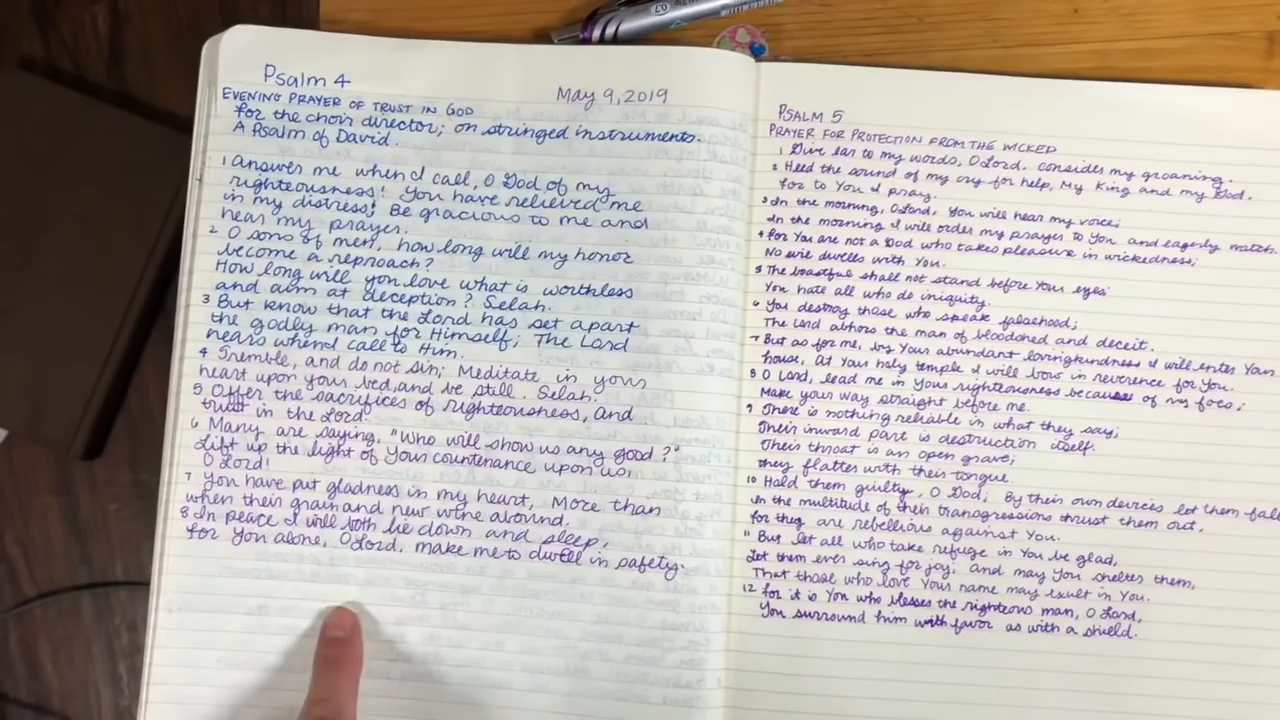 Psalm 4
May 9, 2019
EVENING PRAYER OF TRUST IN GOD
for the choir director; on stringed instruments.
A Psalm of David.
1 Answer me when I call, O God of my
righteousness! You have relieved me
in my distress; Be gracious to me and
hear my prayer.
2 O sons of men, how long will my honor
become a reproach?
How long will you love what is worthless
and aim at deception? Selah.
3 But know that the Lord has set apart
the godly man for Himself; The Lord
hears when I call to Him.
4 Tremble, and do not sin; Meditate in your
heart upon your bed, and be still. Selah.
5 Offer the sacrifices of righteousness, And
trust in the Lord.
6 Many are saying, "Who will show us any good?"
Lift up the light of Your countenance upon us,
O Lord!
7 You have put gladness in my heart, More than
when their grain and new wine abound.
8 In peace I will both lie down and sleep,
for You alone, O Lord, make me to dwell in safety.
PSALM 5
PRAYER FOR PROTECTION FROM THE WICKED
1 Give ear to my words, O Lord, consider my groaning.
2 Heed the sound of my cry for help, My King and my God,
for to You I pray.
3 In the morning, O Lord, You will hear my voice;
In the morning I will order my prayer to You and eagerly watch.
4 for You are not a God who takes pleasure in wickedness;
No evil dwells with You.
5 The boastful shall not stand before Your eyes;
You hate all who do iniquity.
6 You destroy those who speak falsehood;
The Lord abhors the man of bloodshed and deceit.
7 But as for me, by Your abundant lovingkindness I will enter Your
house, At Your holy temple I will bow in reverence for You.
8 O Lord, lead me in Your righteousness because of my foes;
Make Your way straight before me.
9 There is nothing reliable in what they say;
Their inward part is destruction itself.
Their throat is an open grave;
they flatter with their tongue.
10 Hold them guilty, O God; By their own devices let them fall
In the multitude of their transgressions thrust them out,
for they are rebellious against You.
11 But let all who take refuge in You be glad,
Let them ever sing for joy; And may You shelter them,
That those who love Your name may exult in You.
12 for it is You who blesses the righteous man, O Lord,
You surround him with favor as with a shield.